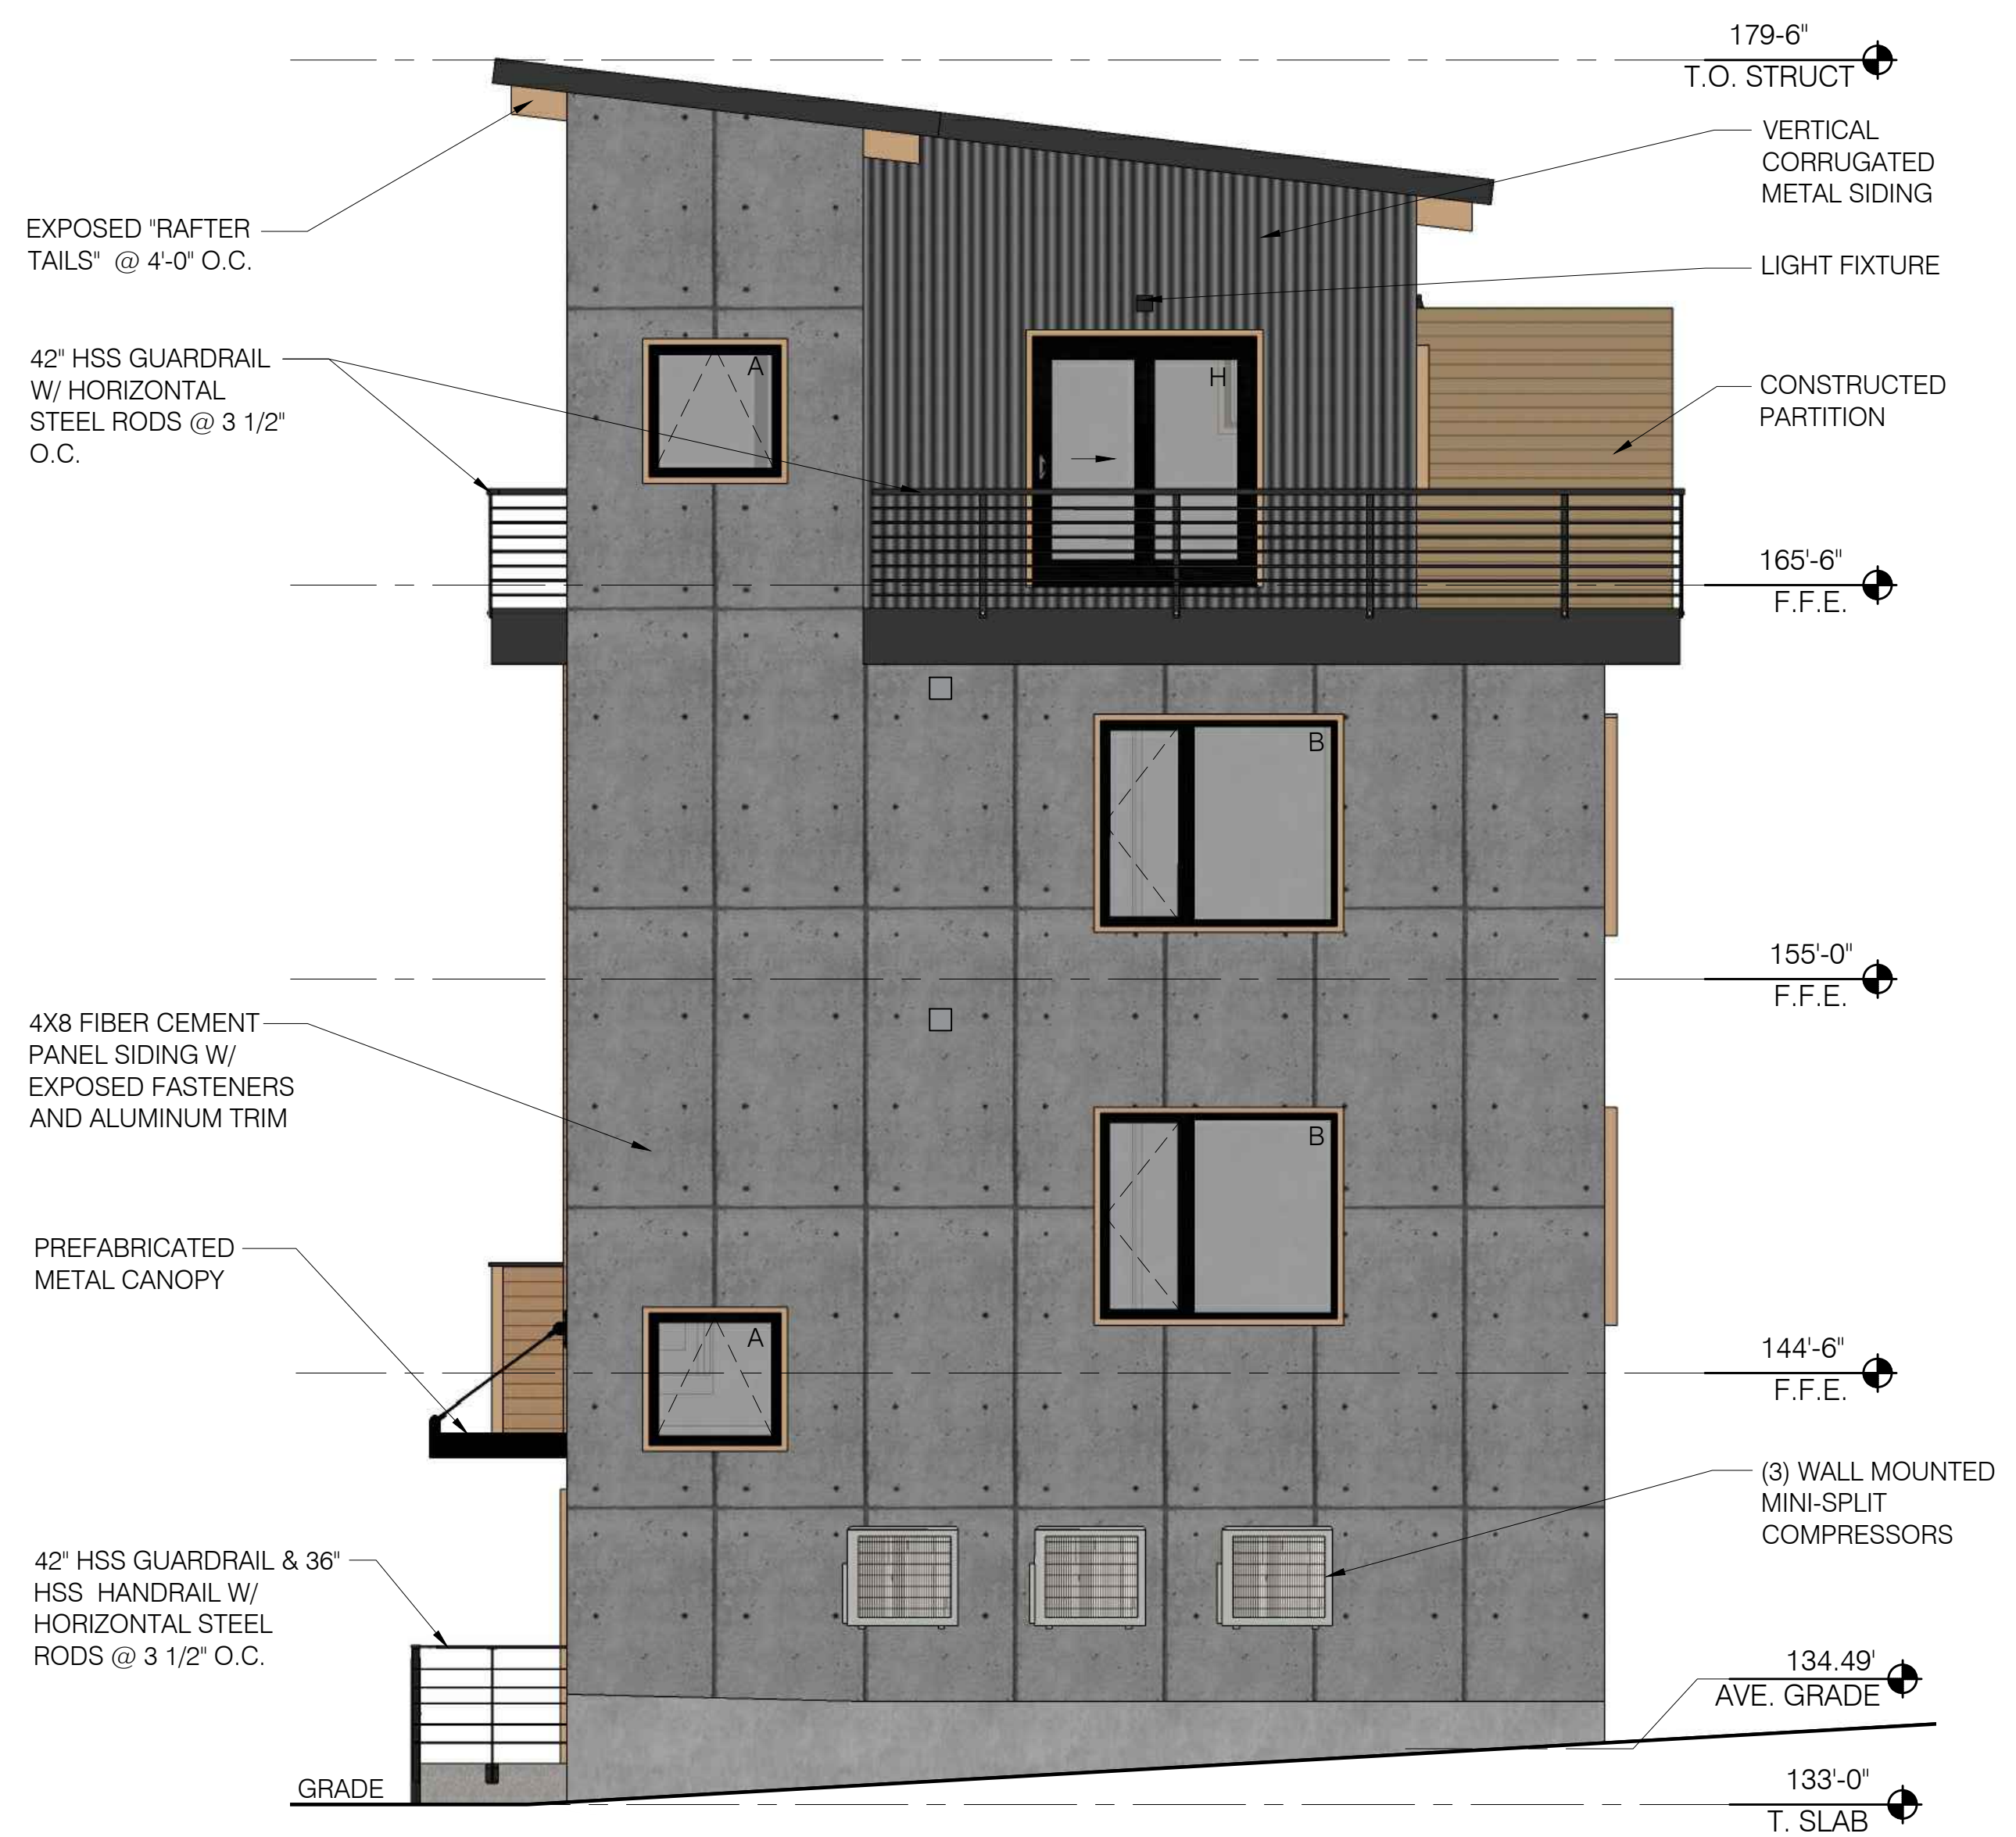 179-6"
T.O. STRUCT
VERTICAL
CORRUGATED
METAL SIDING
EXPOSED "RAFTER
TAILS" @ 4'-0" O.C.
LIGHT FIXTURE
42" HSS GUARDRAIL
W/ HORIZONTAL
STEEL RODS @ 3 1/2"
O.C.
A
H
CONSTRUCTED
PARTITION
165'-6"
F.F.E.
B
155'-0"
F.F.E.
4X8 FIBER CEMENT
PANEL SIDING W/
EXPOSED FASTENERS
AND ALUMINUM TRIM
B
PREFABRICATED
METAL CANOPY
A
144'-6"
F.F.E.
(3) WALL MOUNTED
MINI-SPLIT
COMPRESSORS
42" HSS GUARDRAIL & 36"
HSS HANDRAIL W/
HORIZONTAL STEEL
RODS @ 3 1/2" O.C.
134.49'
AVE. GRADE
GRADE
133'-0"
T. SLAB